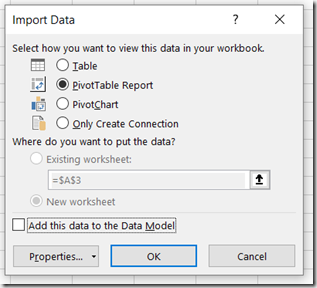 Import Data
Select how you want to view this data in your workbook.
Table
PivotTable Report
PivotChart
Only Create Connection
Where do you want to put the data?
Existing worksheet:
=$A$3
New worksheet
Add this data to the Data Model
Properties...
OK
Cancel